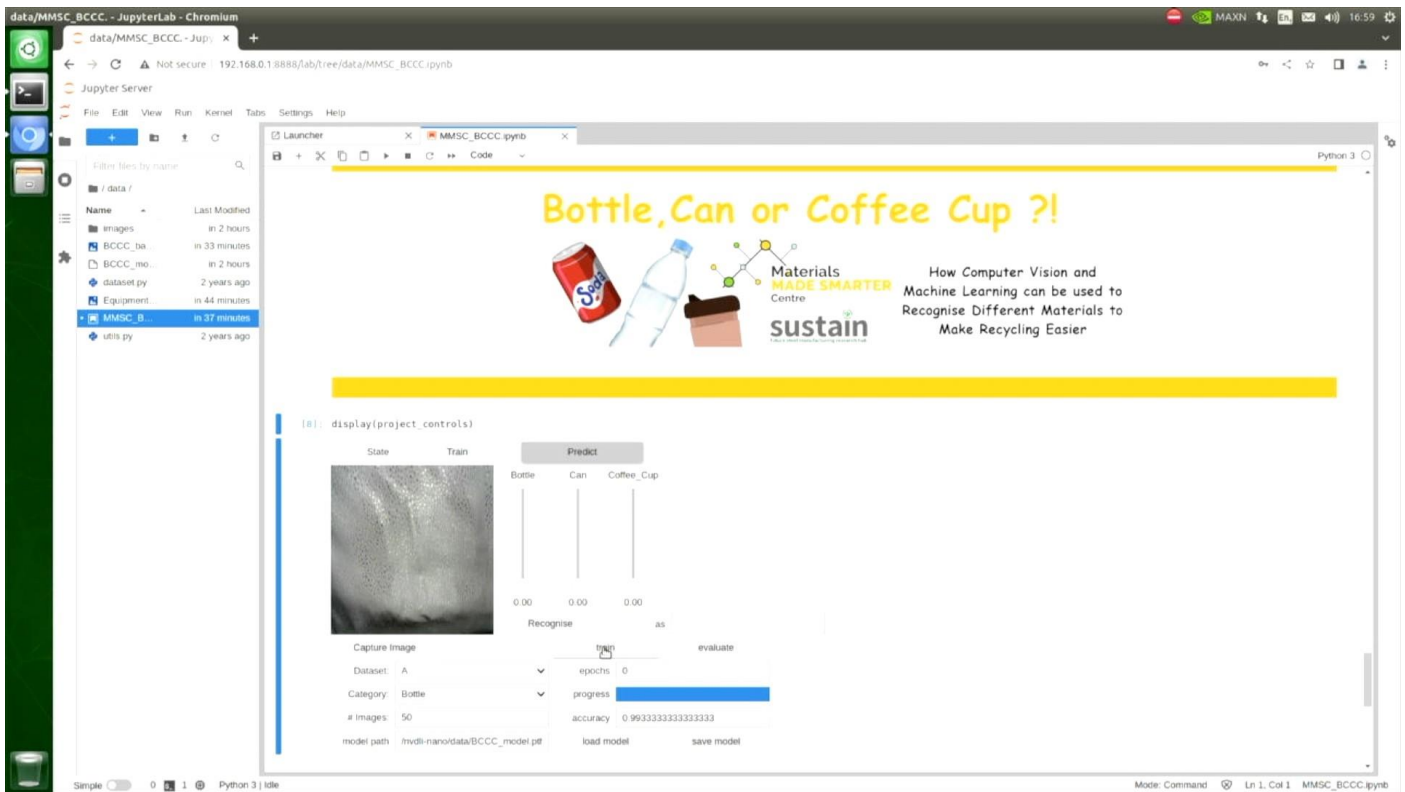 data/MMSC_BCCC. - JupyterLab - Chromium
MAXN
En
16:59
data/MMSC_BCCC. - Jupy
Not secure
192.168.0.1:8888/lab/tree/data/MMSC_BCCC.ipynb
Jupyter Server
File Edit View Run Kernel Tabs Settings Help
Launcher
MMSC_BCCC.ipynb
Code
Python 3
Filter files by name
/ data /
Name Last Modified
images in 2 hours
BCCC_ba... in 33 minutes
BCCC_mo... in 2 hours
dataset.py 2 years ago
Equipment... in 44 minutes
MMSC_B... in 37 minutes
utils.py 2 years ago
Bottle,Can or Coffee Cup ?!
Soda
Materials
MADE SMARTER
Centre
sustain
How Computer Vision and
Machine Learning can be used to
Recognise Different Materials to
Make Recycling Easier
[8]: display(project_controls)
State Train Predict
Bottle Can Coffee_Cup
0.00 0.00 0.00
Recognise as
Capture Image train evaluate
Dataset: A epochs 0
Category: Bottle progress
# Images: 50 accuracy 0.9933333333333333
model path /nvdli-nano/data/BCCC_model.pth load model save model
Simple 0 1 Python 3 | Idle
Mode: Command Ln 1, Col 1 MMSC_BCCC.ipynb